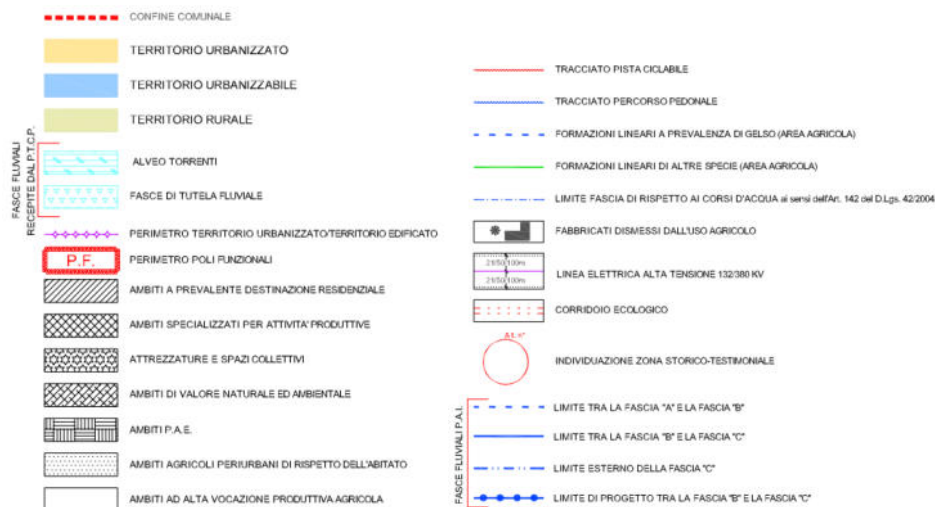 CONFINE COMUNALE
TERRITORIO URBANIZZATO
TERRITORIO URBANIZZABILE
TERRITORIO RURALE
FASCE FLUVIALI
RECEPITE DAL P.T.C.P.
ALVEO TORRENTI
FASCE DI TUTELA FLUVIALE
PERIMETRO TERRITORIO URBANIZZATO/TERRITORIO EDIFICATO
P.F.
PERIMETRO POLI FUNZIONALI
AMBITI A PREVALENTE DESTINAZIONE RESIDENZIALE
AMBITI SPECIALIZZATI PER ATTIVITA' PRODUTTIVE
ATTREZZATURE E SPAZI COLLETTIVI
AMBITI DI VALORE NATURALE ED AMBIENTALE
AMBITI P.A.E.
AMBITI AGRICOLI PERIURBANI DI RISPETTO DELL'ABITATO
AMBITI AD ALTA VOCAZIONE PRODUTTIVA AGRICOLA
TRACCIATO PISTA CICLABILE
TRACCIATO PERCORSO PEDONALE
FORMAZIONI LINEARI A PREVALENZA DI GELSO (AREA AGRICOLA)
FORMAZIONI LINEARI DI ALTRE SPECIE (AREA AGRICOLA)
LIMITE FASCIA DI RISPETTO AI CORSI D'ACQUA ai sensi dell'Art. 142 del D.Lgs. 42/2004
FABBRICATI DISMESSI DALL'USO AGRICOLO
LINEA ELETTRICA ALTA TENSIONE 132/380 KV
CORRIDOIO ECOLOGICO
INDIVIDUAZIONE ZONA STORICO-TESTIMONIALE
FASCE FLUVIALI P.A.I.
LIMITE TRA LA FASCIA "A" E LA FASCIA "B"
LIMITE TRA LA FASCIA "B" E LA FASCIA "C"
LIMITE ESTERNO DELLA FASCIA "C"
LIMITE DI PROGETTO TRA LA FASCIA "B" E LA FASCIA "C"